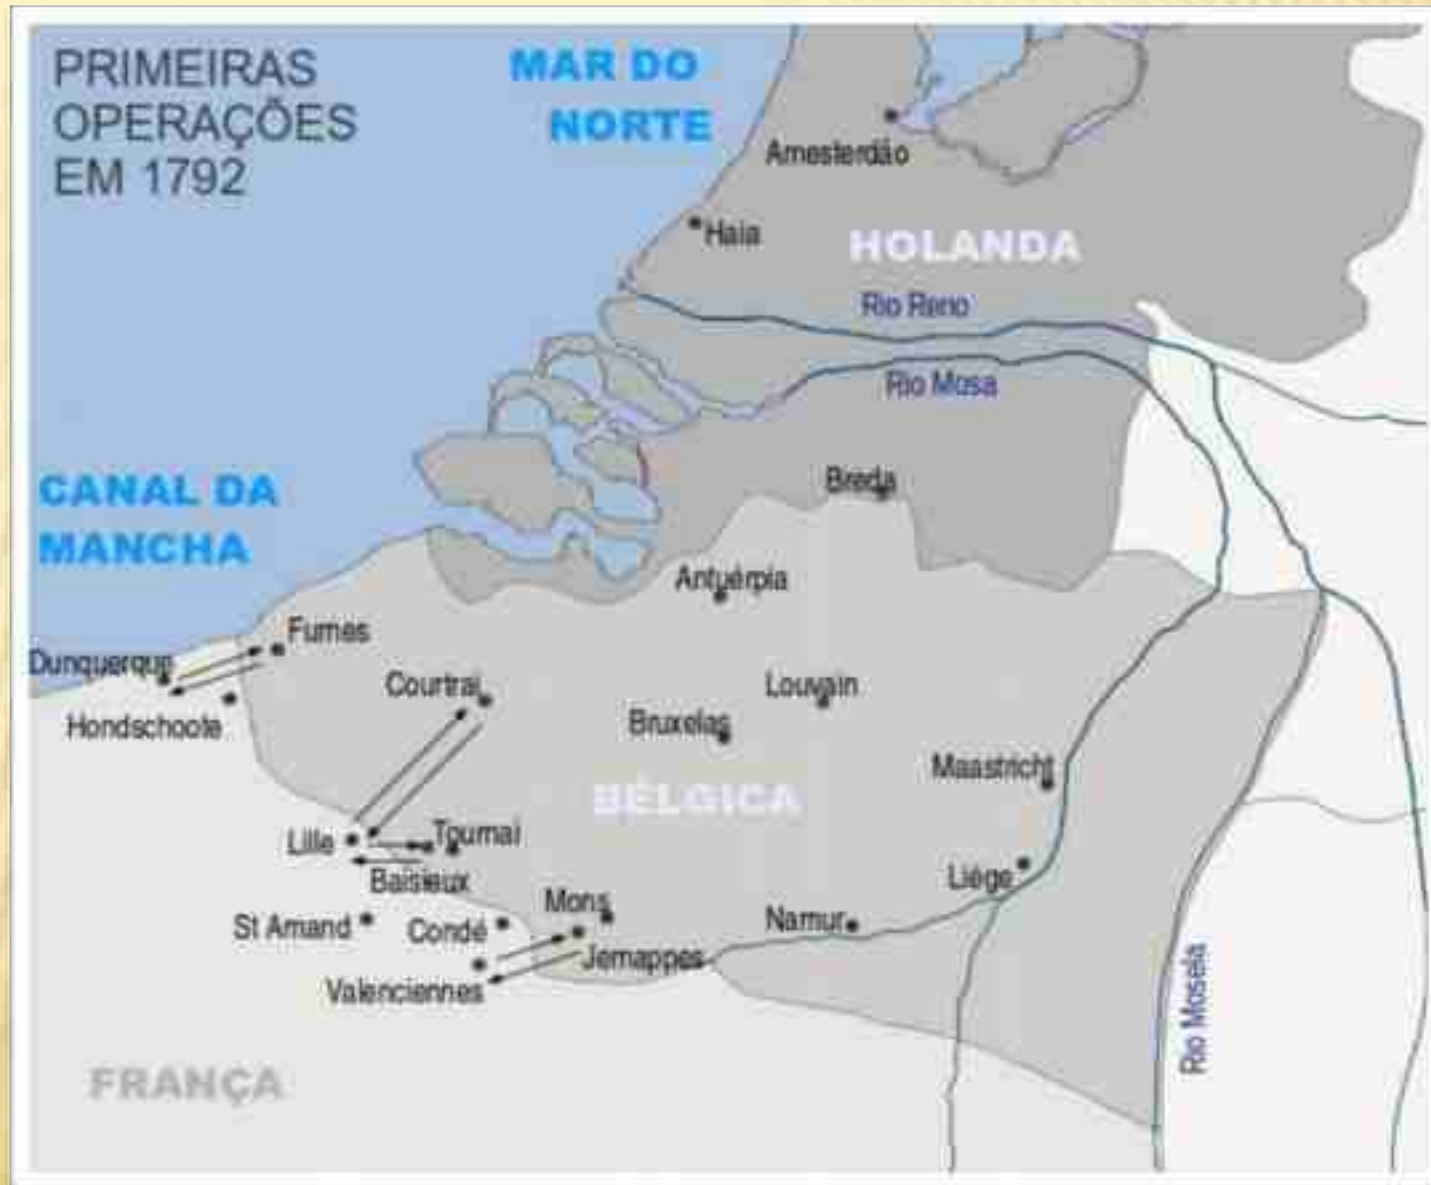 PRIMEIRAS
OPERAÇÕES
EM 1792
MAR DO
NORTE
Amesterdão
Haia
HOLANDA
Rio Reno
Rio Mosa
CANAL DA
MANCHA
Breda
Antuérpia
Furnes
Dunquerque
Courtrai
Louvain
Hondschoote
Bruxelas
Maastricht
BÉLGICA
Lille
Tournai
Baisieux
Liége
Mons
St Amand
Condé
Namur
Jemappes
Valenciennes
Rio Mosela
FRANÇA